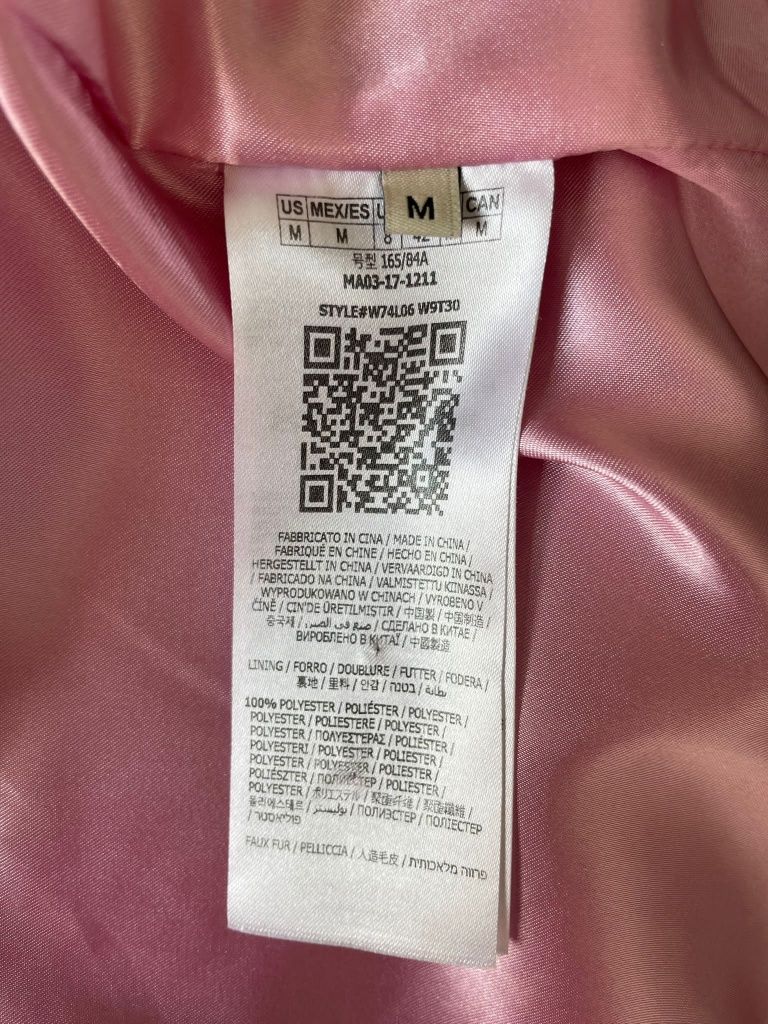 M
US MEX/ES CAN
M M M
号型 165/84A
MA03-17-1211
STYLE#W74L06 W9T30
FABBRICATO IN CINA / MADE IN CHINA /
FABRIQUÉ EN CHINE / HECHO EN CHINA /
HERGESTELLT IN CHINA / VERVAARDIGD IN CHINA
/ FABRICADO NA CHINA / VALMISTETTU KIINASSA /
WYPRODUKOWANO W CHINACH / VYROBENO V
ČÍNĚ / ÇİN'DE ÜRETİLMİŞTİR / 中国製 / 中国制造 /
중국제 / صنع في الصين / СДЕЛАНО В КИТАЕ /
ВИРОБЛЕНО В КИТАЇ / 中國製造
LINING / FORRO / DOUBLURE / FUTTER / FODERA /
裏地 / 里料 / 안감 / בטנה / بطانة /
100% POLYESTER / POLIÉSTER / POLYESTER /
POLYESTER / POLIESTERE / POLYESTER /
POLYESTER / ΠΟΛΥΕΣΤΕΡΑΣ / POLYESTER /
POLYESTERI / POLYESTER / POLYESTER /
POLYESTER / POLYESTER / POLIESTER /
POLIÉSZTER / ПОЛИЕСТЕР / POLIESTER /
POLYESTER / ポリエステル / 聚酯纤维 / 聚酯纖維 /
폴리에스테르 / بوليستر / ПОЛИЭСТЕР / ПОЛІЕСТЕР
/ פוליאסטר
FAUX FUR / PELLICCIA / 人造毛皮 / פרווה מלאכותית